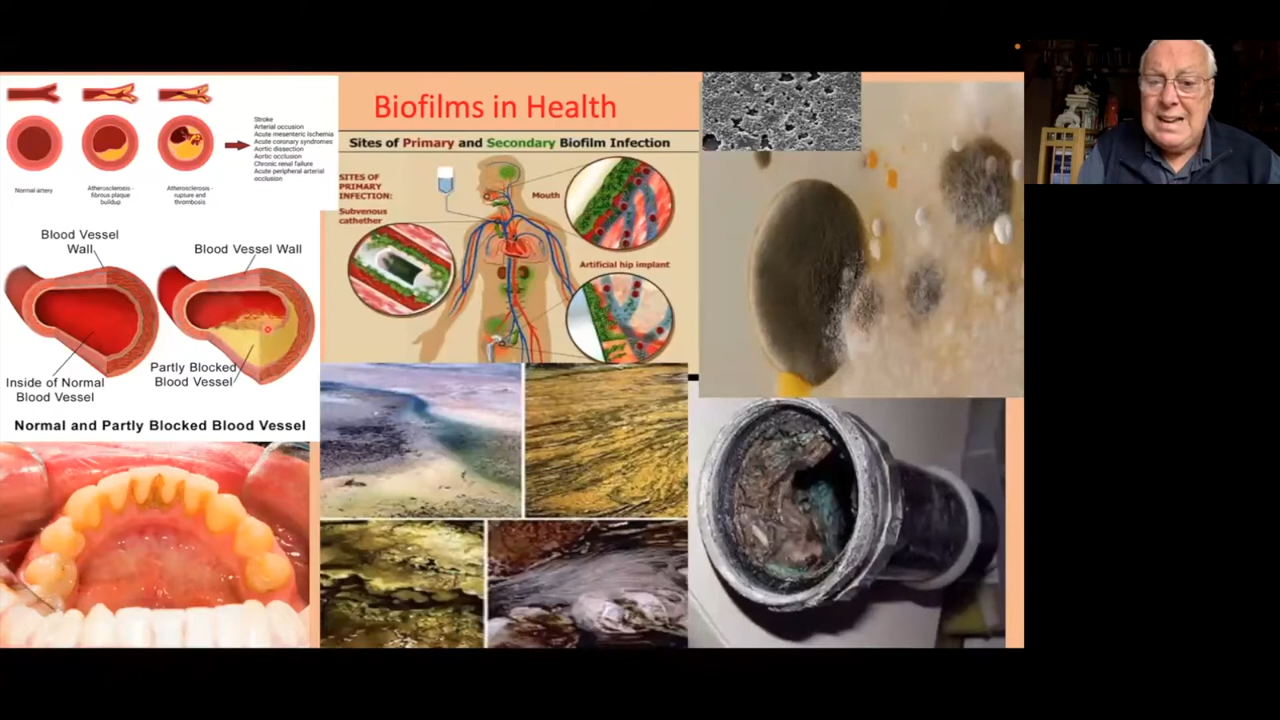 Biofilms in Health
Stroke
Arterial occusion
Acute mesenteric ischemia
Acute coronary syndromes
Aortic dissection
Aortic occlusion
Chronic renal failure
Acute peripheral arterial
occlusion
Normal artery
Atherosclerosis -
fibrous plaque
buildup
Atherosclerosis -
rupture and
thrombosis
Sites of Primary and Secondary Biofilm Infection
SITES OF
PRIMARY
INFECTION:
Subvenous
cathether
Mouth
Artificial hip implant
Blood Vessel
Wall
Blood Vessel Wall
Inside of Normal
Blood Vessel
Partly Blocked
Blood Vessel
Normal and Partly Blocked Blood Vessel